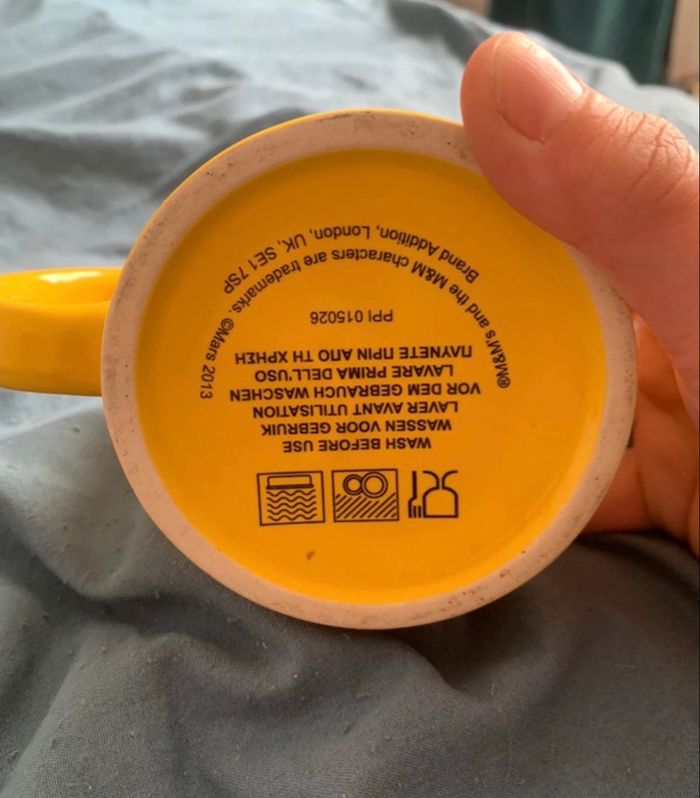 WASH BEFORE USE
WASSEN VOOR GEBRUIK
LAVER AVANT UTILISATION
VOR DEM GEBRAUCH WASCHEN
LAVARE PRIMA DELL'USO
ΠΛΥΝΕΤΕ ΠΡΙΝ ΑΠΟ ΤΗ ΧΡΗΣΗ
PPI 015026
Brand Addition, London, UK, SE1 7SP
®M&M's and the M&M characters are trademarks. ©Mars 2013